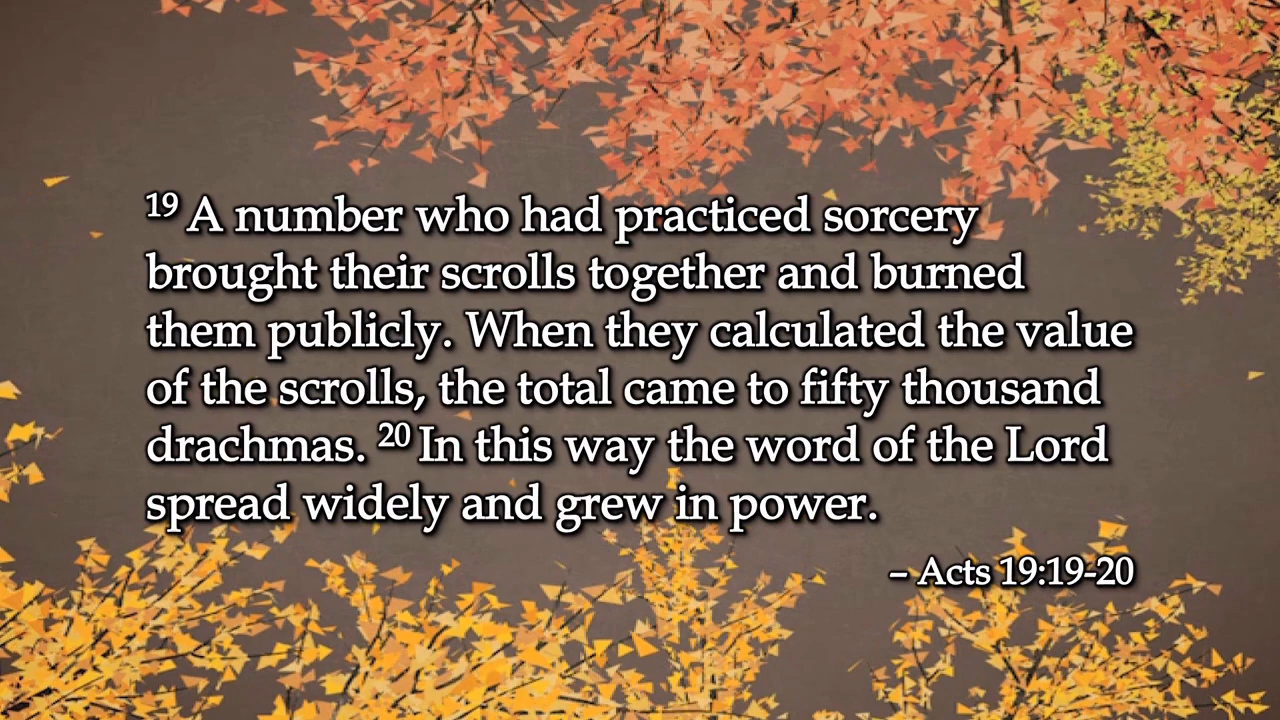 19 A number who had practiced sorcery
brought their scrolls together and burned
them publicly. When they calculated the value
of the scrolls, the total came to fifty thousand
drachmas. 20 In this way the word of the Lord
spread widely and grew in power.
– Acts 19:19-20